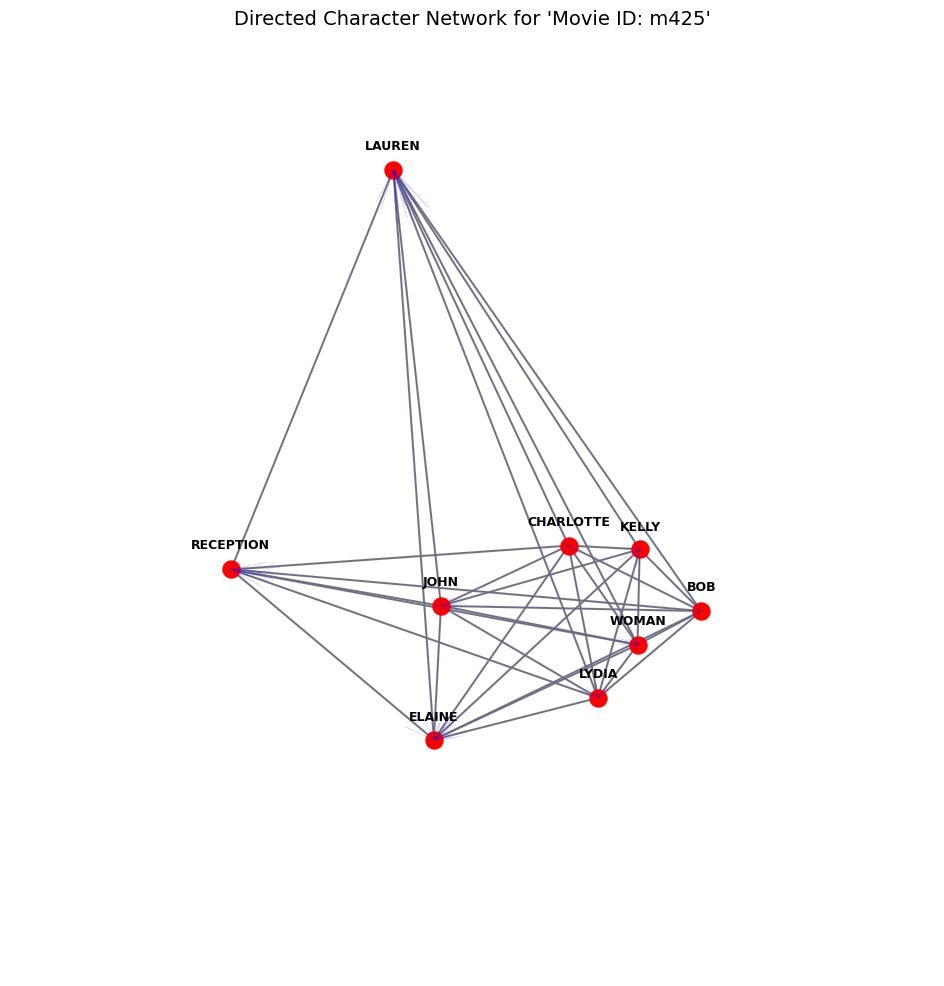 Directed Character Network for 'Movie ID: m425'
LAUREN
CHARLOTTE
KELLY
RECEPTION
JOHN
BOB
WOMAN
LYDIA
ELAINE